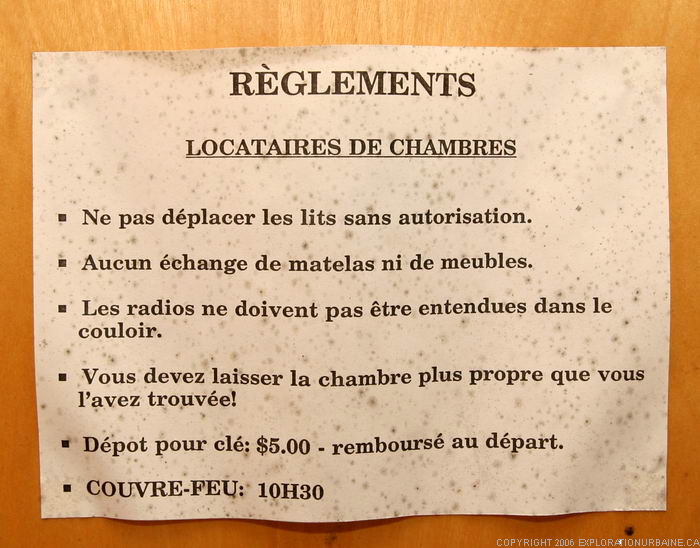 RÈGLEMENTS
LOCATAIRES DE CHAMBRES
▪ Ne pas déplacer les lits sans autorisation.
▪ Aucun échange de matelas ni de meubles.
▪ Les radios ne doivent pas être entendues dans le
couloir.
▪ Vous devez laisser la chambre plus propre que vous
l'avez trouvée!
▪ Dépot pour clé: $5.00 - remboursé au départ.
▪ COUVRE-FEU: 10H30
COPYRIGHT 2006 EXPLORATIONURBAINE.CA